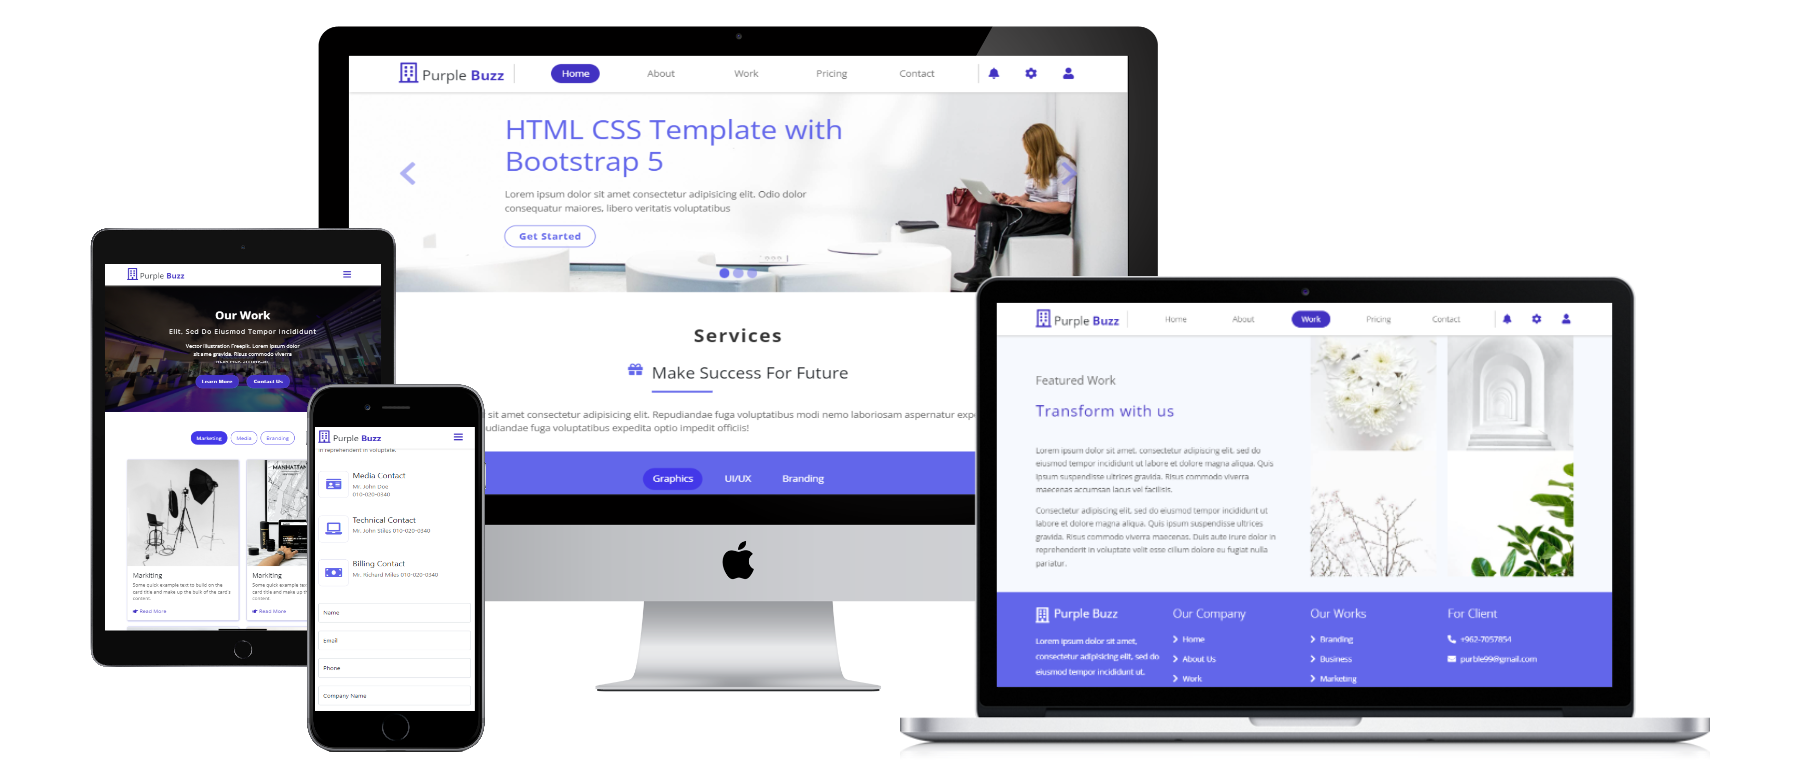 Purple Buzz
Home
About
Work
Pricing
Contact
HTML CSS Template with
Bootstrap 5
Lorem ipsum dolor sit amet consectetur adipisicing elit. Odio dolor
consequatur maiores, libero veritatis voluptatibus
Get Started
Services
Make Success For Future
sit amet consectetur adipisicing elit. Repudiandae fuga voluptatibus modi nemo laboriosam aspernatur
fuga voluptatibus expedita optio impedit officiis!
Graphics
UI/UX
Branding
Purple Buzz
Our Work
Elit, Sed Do Eiusmod Tempor Incididunt
Vector illustration Freepik. Lorem ipsum dolor
sit ame gravida. Risus commodo viverra
Learn More
Contact Us
Marketing
Media
Branding
MANHATTAN
Markiting
Some quick example text to build on the
card title and make up the bulk of the card's
content.
Read More
Markiting
Some quick example text
card title and make up
content.
Read More
Purple Buzz
in reprehenderit in voluptate.
Media Contact
Mr. John Doe
010-020-0340
Technical Contact
Mr. John Stiles 010-020-0340
Billing Contact
Mr. Richard Miles 010-020-0340
Name
Email
Phone
Company Name
Purple Buzz
Home
About
Work
Pricing
Contact
Featured Work
Transform with us
Lorem ipsum dolor sit amet, consectetur adipiscing elit, sed do
eiusmod tempor incididunt ut labore et dolore magna aliqua. Quis
ipsum suspendisse ultrices gravida. Risus commodo viverra
maecenas accumsan lacus vel facilisis.
Consectetur adipiscing elit, sed do eiusmod tempor incididunt ut
labore et dolore magna aliqua. Quis ipsum suspendisse ultrices
gravida. Risus commodo viverra maecenas. Duis aute irure dolor in
reprehenderit in voluptate velit esse cillum dolore eu fugiat nulla
pariatur.
Purple Buzz
Lorem ipsum dolor sit amet,
consectetur adipisicing elit, sed do
eiusmod tempor incididunt ut.
Our Company
Home
About Us
Work
Our Works
Branding
Business
Marketing
For Client
+962-7057854
purble99@gmail.com